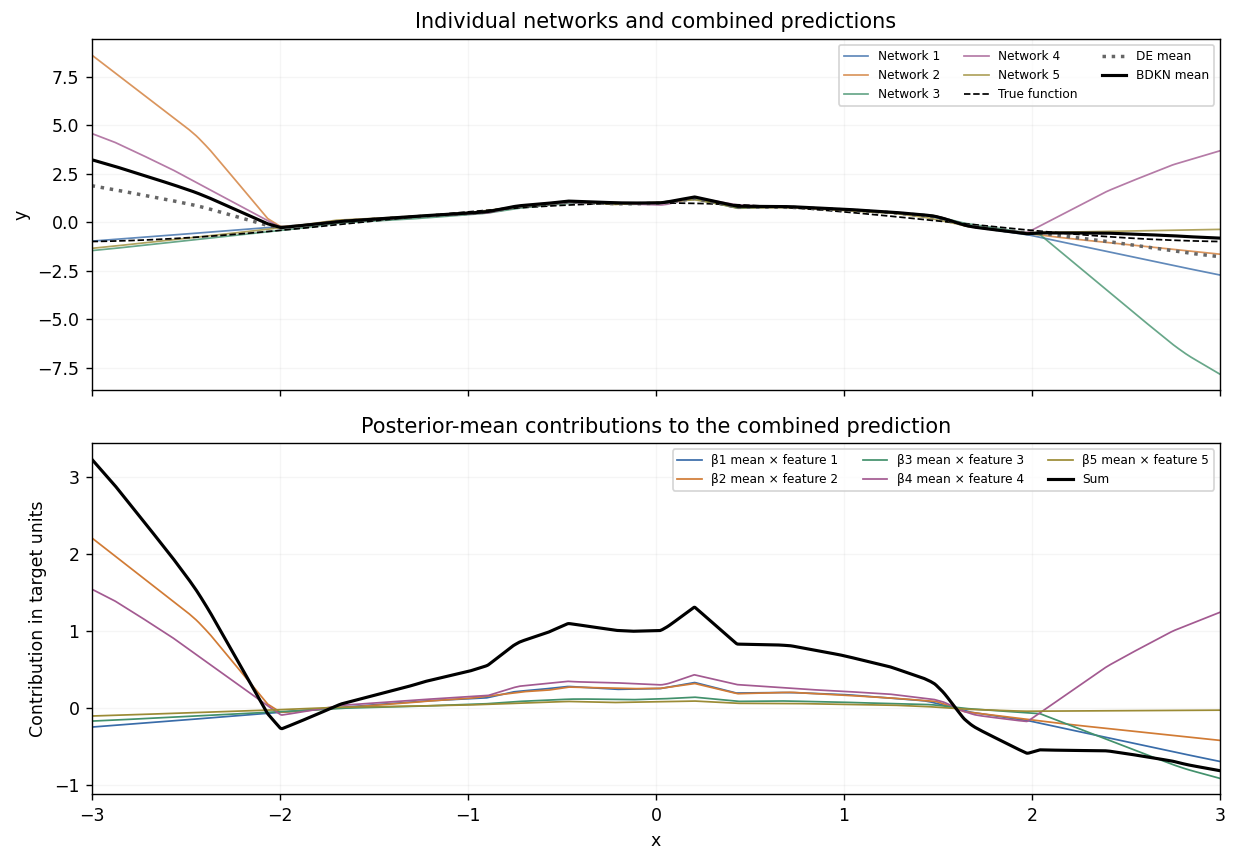 Individual networks and combined predictions
Network 1
Network 2
Network 3
Network 4
Network 5
True function
DE mean
BDKN mean
7.5
5.0
2.5
0.0
−2.5
−5.0
−7.5
y
Posterior-mean contributions to the combined prediction
β1 mean × feature 1
β2 mean × feature 2
β3 mean × feature 3
β4 mean × feature 4
β5 mean × feature 5
Sum
3
2
1
0
−1
Contribution in target units
−3
−2
−1
0
1
2
3
x